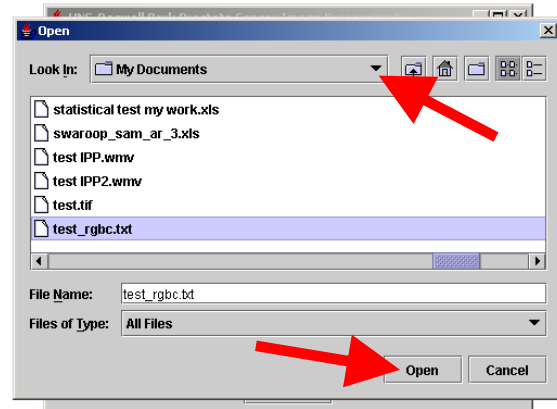 Open
Look In: My Documents
statistical test my work.xls
swaroop_sam_ar_3.xls
test IPP.wmv
test IPP2.wmv
test.tif
test_rgbc.txt
File Name: test_rgbc.txt
Files of Type: All Files
Open Cancel